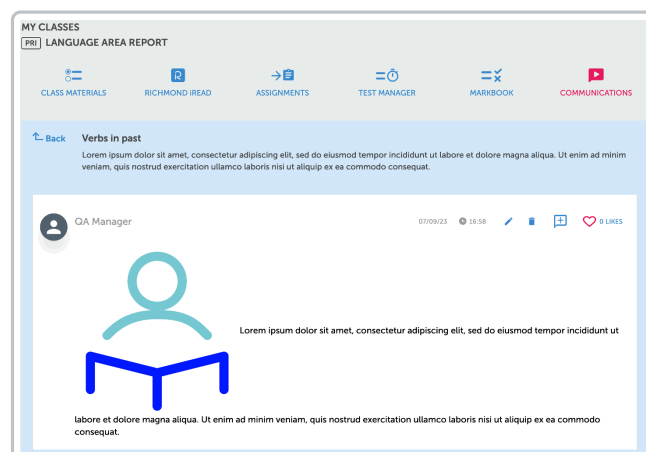 MY CLASSES
PRI LANGUAGE AREA REPORT
CLASS MATERIALS
RICHMOND iREAD
ASSIGNMENTS
TEST MANAGER
MARKBOOK
COMMUNICATIONS
Back
Verbs in past
Lorem ipsum dolor sit amet, consectetur adipiscing elit, sed do eiusmod tempor incididunt ut labore et dolore magna aliqua. Ut enim ad minim
veniam, quis nostrud exercitation ullamco laboris nisi ut aliquip ex ea commodo consequat.
QA Manager
07/09/23 16:58 0 LIKES
Lorem ipsum dolor sit amet, consectetur adipiscing elit, sed do eiusmod tempor incididunt ut
labore et dolore magna aliqua. Ut enim ad minim veniam, quis nostrud exercitation ullamco laboris nisi ut aliquip ex ea commodo
consequat.